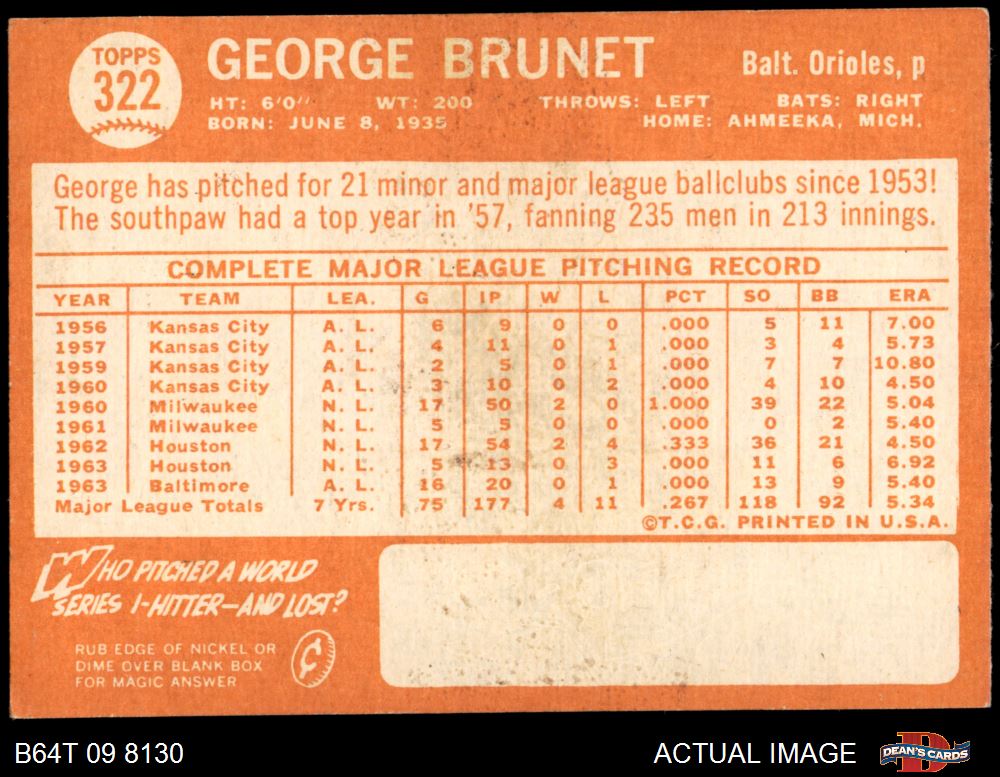 TOPPS
322
GEORGE BRUNET
Balt. Orioles, p
HT: 6'0" WT: 200 THROWS: LEFT BATS: RIGHT
BORN: JUNE 8, 1935 HOME: AHMEEKA, MICH.
George has pitched for 21 minor and major league ballclubs since 1953!
The southpaw had a top year in '57, fanning 235 men in 213 innings.
COMPLETE MAJOR LEAGUE PITCHING RECORD
YEAR TEAM LEA. G IP W L PCT SO BB ERA
1956 Kansas City A. L. 6 9 0 0 .000 5 11 7.00
1957 Kansas City A. L. 4 11 0 1 .000 3 4 5.73
1959 Kansas City A. L. 2 5 0 1 .000 7 7 10.80
1960 Kansas City A. L. 3 10 0 2 .000 4 10 4.50
1960 Milwaukee N. L. 17 50 2 0 1.000 39 22 5.04
1961 Milwaukee N. L. 5 5 0 0 .000 0 2 5.40
1962 Houston N. L. 17 54 2 4 .333 36 21 4.50
1963 Houston N. L. 5 13 0 3 .000 11 6 6.92
1963 Baltimore A. L. 16 20 0 1 .000 13 9 5.40
Major League Totals 7 Yrs. 75 177 4 11 .267 118 92 5.34
©T.C.G. PRINTED IN U.S.A.
WHO PITCHED A WORLD
SERIES 1-HITTER—AND LOST?
RUB EDGE OF NICKEL OR
DIME OVER BLANK BOX
FOR MAGIC ANSWER
¢
B64T 09 8130
ACTUAL IMAGE
D
DEAN'S CARDS